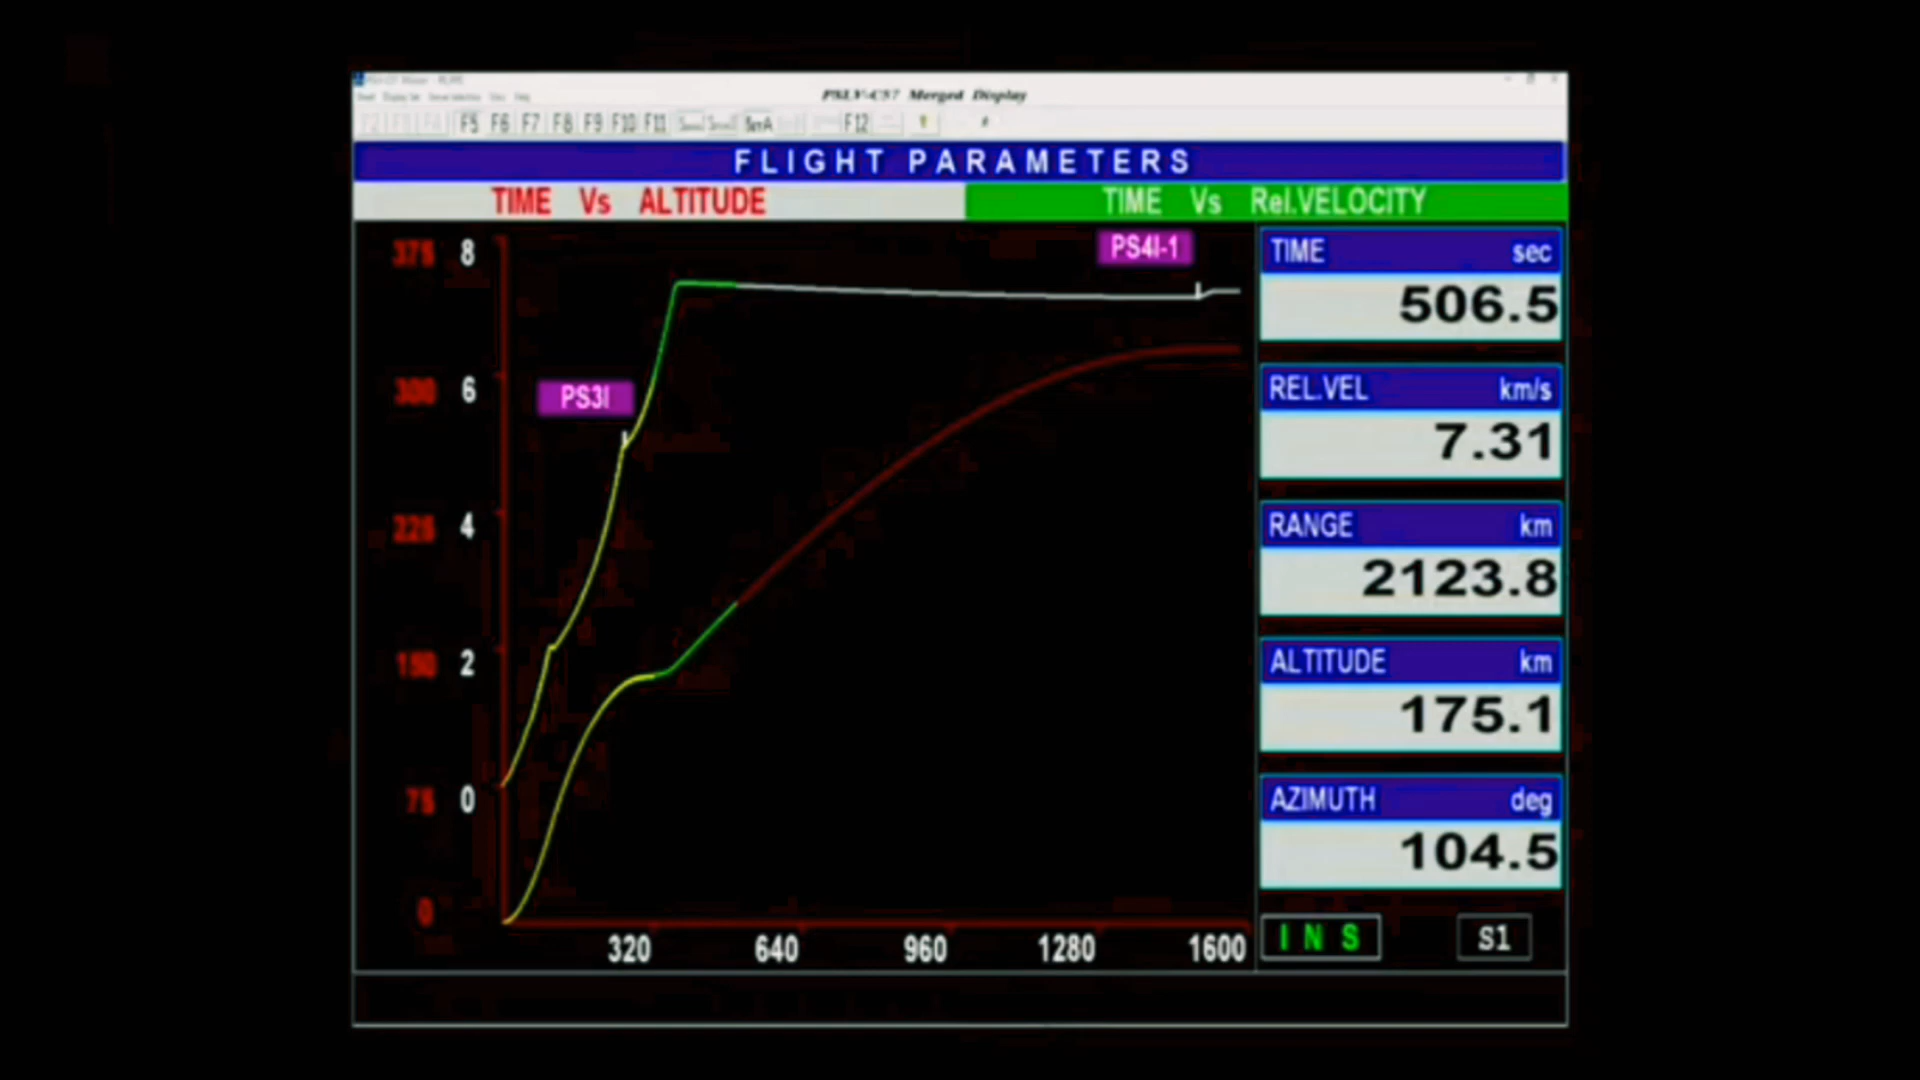 PSLV-C57 Merged Display
F5 F6 F7 F8 F9 F10 F11 F12
FLIGHT PARAMETERS
TIME Vs ALTITUDE
TIME Vs Rel.VELOCITY
375 8
300 6
225 4
150 2
75 0
0
PS3I
PS4I-1
320 640 960 1280 1600
TIME sec
506.5
REL.VEL km/s
7.31
RANGE km
2123.8
ALTITUDE km
175.1
AZIMUTH deg
104.5
INS S1